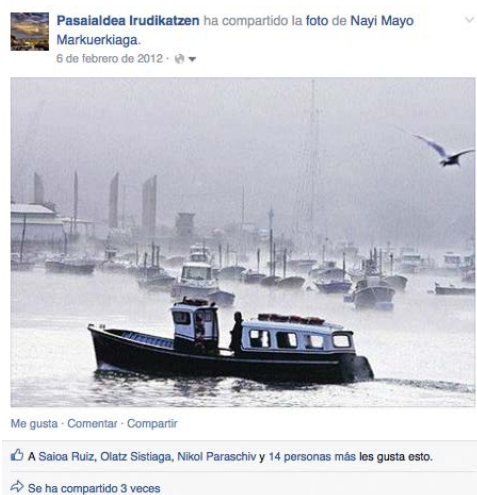 Pasaialdea Irudikatzen ha compartido la foto de Nayi Mayo
Markuerkiaga.
6 de febrero de 2012 ·
Me gusta · Comentar · Compartir
A Saioa Ruiz, Olatz Sistiaga, Nikol Paraschiv y 14 personas más les gusta esto.
Se ha compartido 3 veces